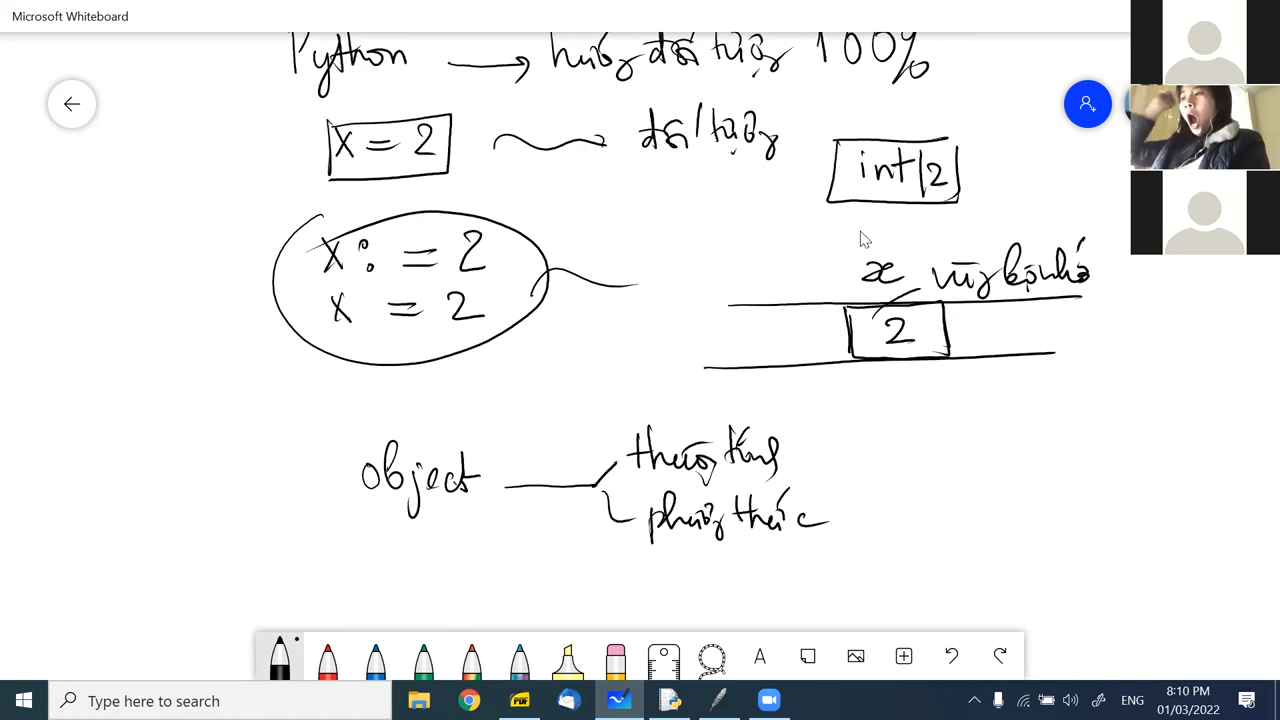 Microsoft Whiteboard
Python → hướng đối tượng 100%
x = 2
đối tượng
int 2
x := 2
x = 2
x vùng bộ nhớ
2
object
thuộc tính
phương thức
A
Type here to search
PDF
ENG
8:10 PM
01/03/2022